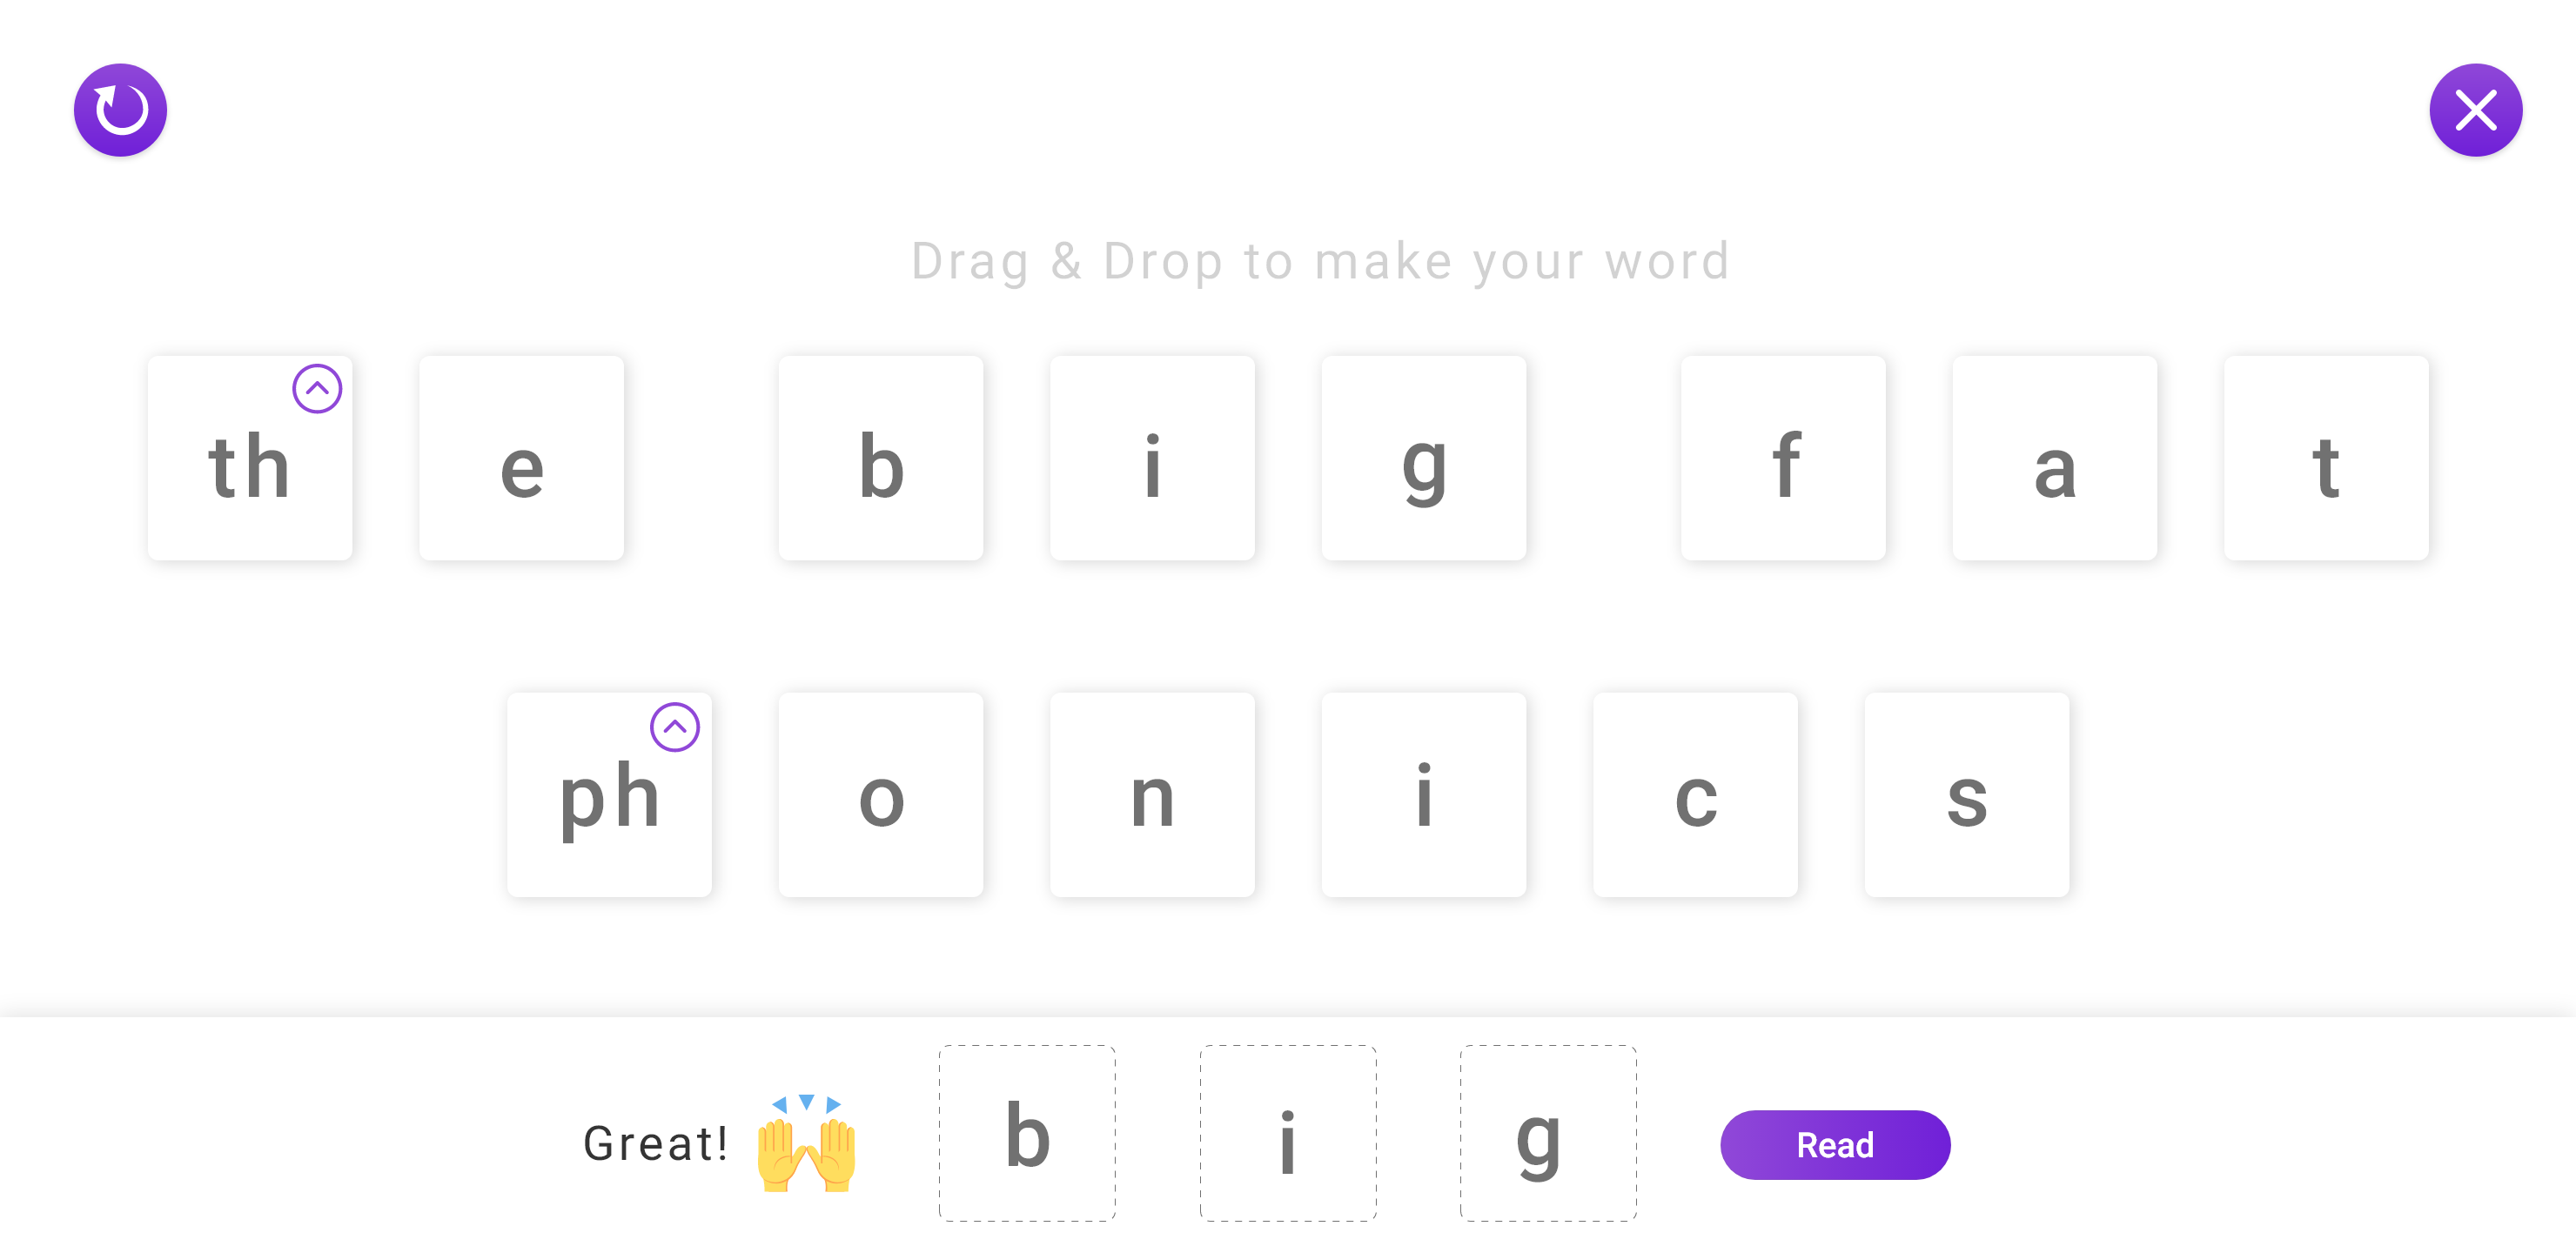 Drag & Drop to make your word
th e b i g f a t
ph o n i c s
Great! 🙌 b i g Read